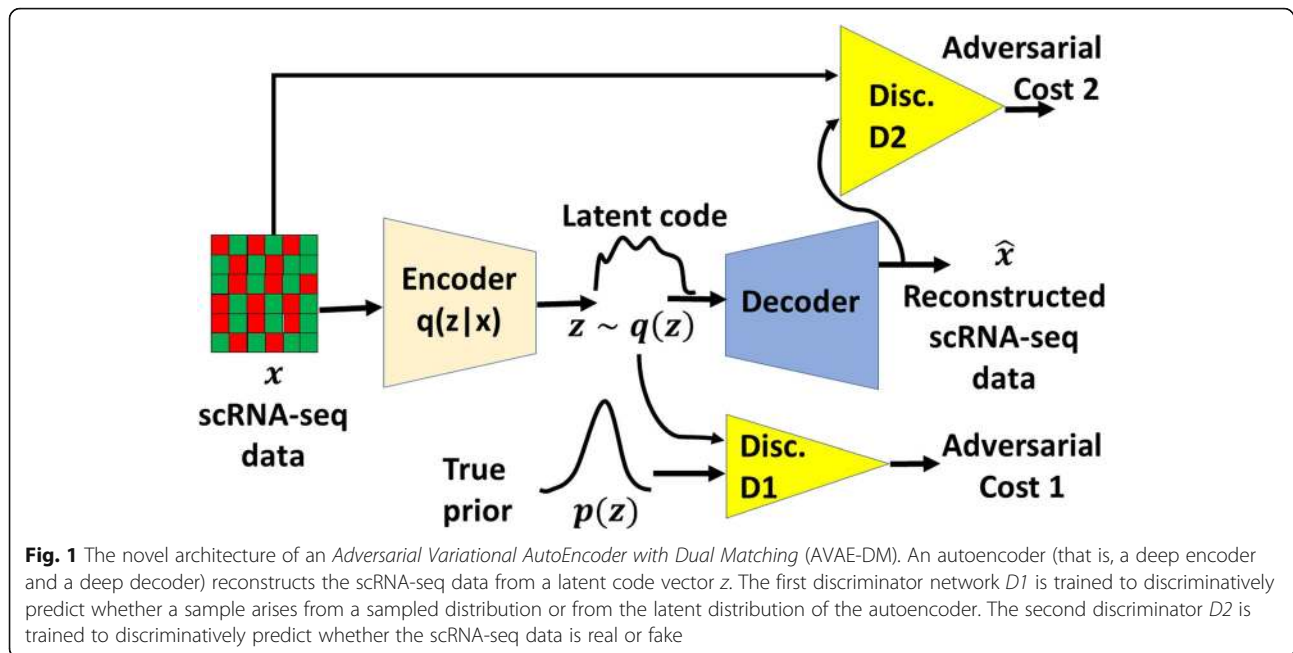 Adversarial
Cost 2
Disc.
D2
Latent code
Encoder
q(z|x)
z ~ q(z)
Decoder
x̂
Reconstructed
scRNA-seq
data
x
scRNA-seq
data
True
prior
p(z)
Disc.
D1
Adversarial
Cost 1
Fig. 1 The novel architecture of an Adversarial Variational AutoEncoder with Dual Matching (AVAE-DM). An autoencoder (that is, a deep encoder
and a deep decoder) reconstructs the scRNA-seq data from a latent code vector z. The first discriminator network D1 is trained to discriminatively
predict whether a sample arises from a sampled distribution or from the latent distribution of the autoencoder. The second discriminator D2 is
trained to discriminatively predict whether the scRNA-seq data is real or fake